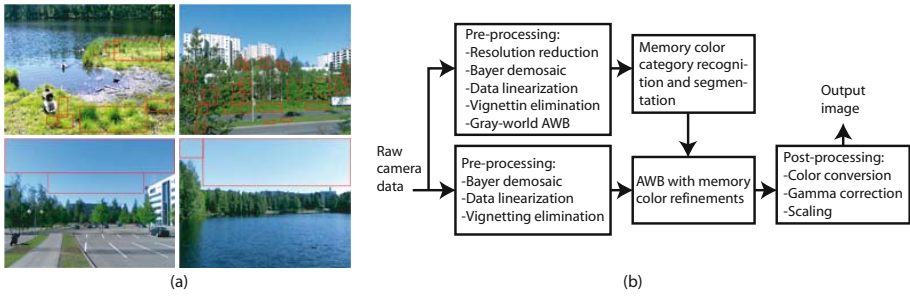 Pre-processing:
-Resolution reduction
-Bayer demosaic
-Data linearization
-Vignettin elimination
-Gray-world AWB
Memory color
category recogni-
tion and segmen-
tation
Output
image
Raw
camera
data
Pre-processing:
-Bayer demosaic
-Data linearization
-Vignetting elimination
AWB with memory
color refinements
Post-processing:
-Color conversion
-Gamma correction
-Scaling
(a)
(b)